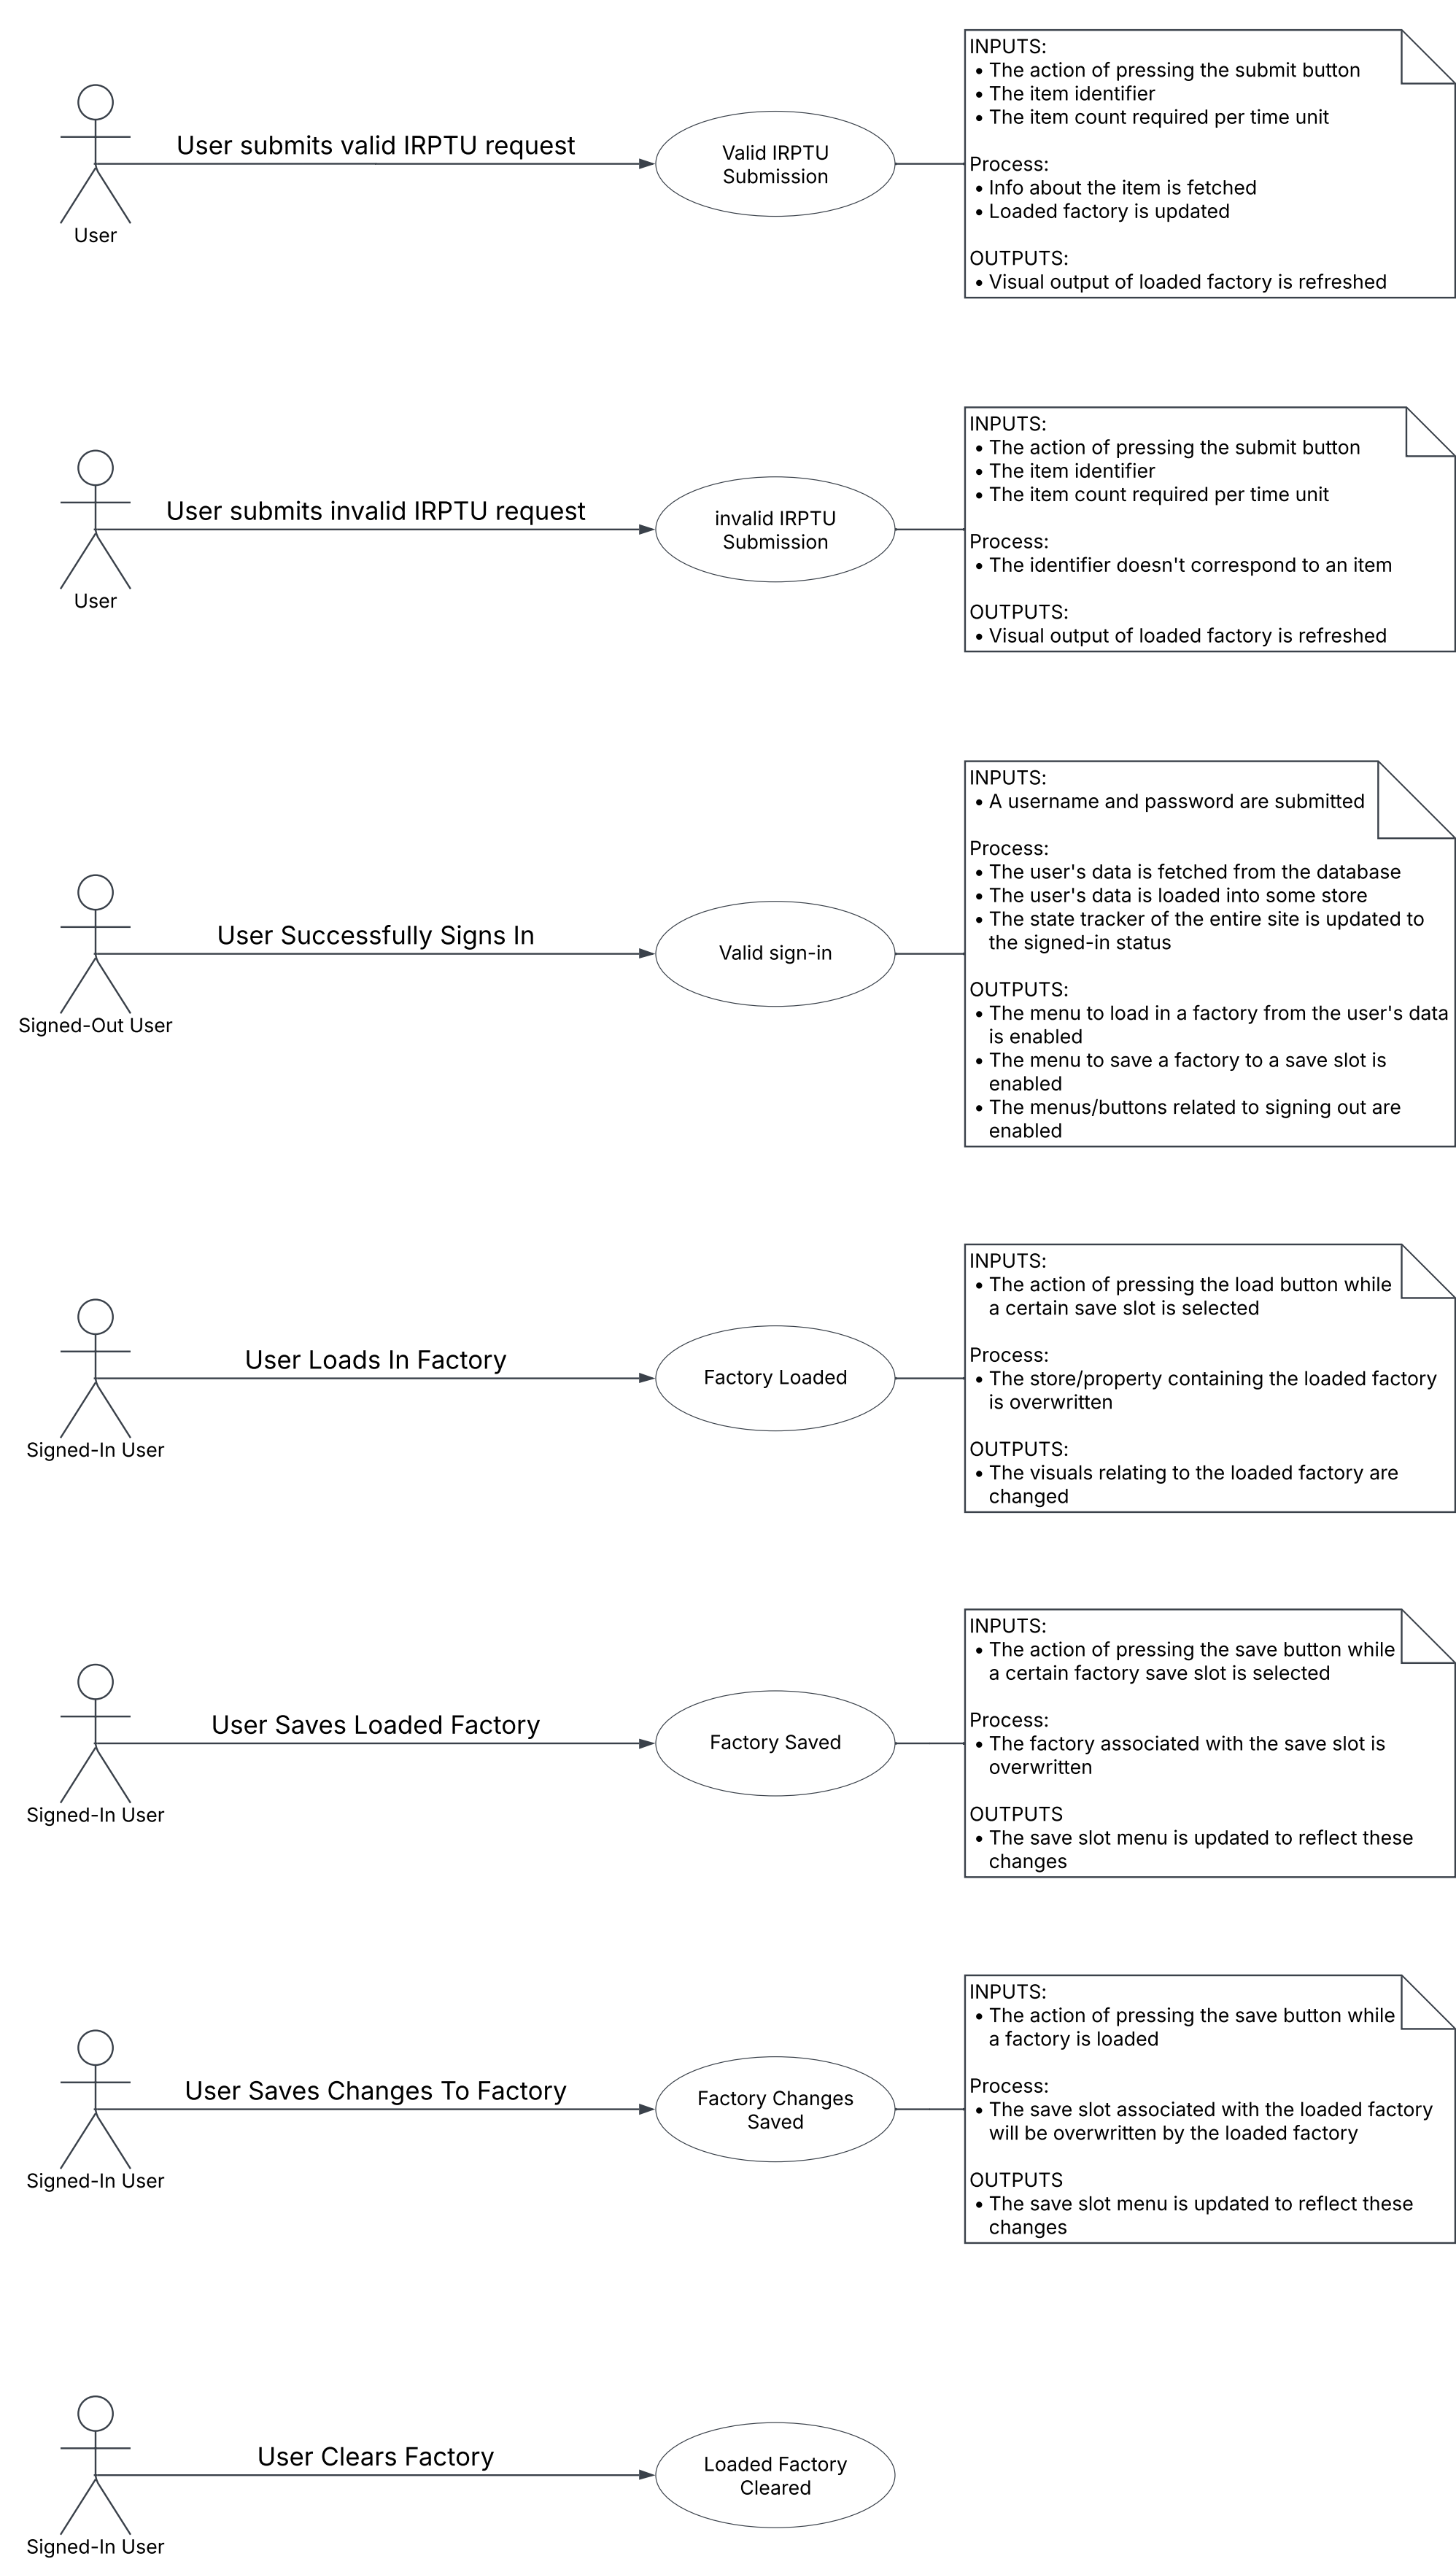 INPUTS:
• The action of pressing the submit button
• The item identifier
• The item count required per time unit
Process:
• Info about the item is fetched
• Loaded factory is updated
OUTPUTS:
• Visual output of loaded factory is refreshed
User submits valid IRPTU request
Valid IRPTU
Submission
User
INPUTS:
• The action of pressing the submit button
• The item identifier
• The item count required per time unit
Process:
• The identifier doesn't correspond to an item
OUTPUTS:
• Visual output of loaded factory is refreshed
User submits invalid IRPTU request
invalid IRPTU
Submission
User
INPUTS:
• A username and password are submitted
Process:
• The user's data is fetched from the database
• The user's data is loaded into some store
• The state tracker of the entire site is updated to
the signed-in status
OUTPUTS:
• The menu to load in a factory from the user's data
is enabled
• The menu to save a factory to a save slot is
enabled
• The menus/buttons related to signing out are
enabled
User Successfully Signs In
Valid sign-in
Signed-Out User
INPUTS:
• The action of pressing the load button while
a certain save slot is selected
Process:
• The store/property containing the loaded factory
is overwritten
OUTPUTS:
• The visuals relating to the loaded factory are
changed
User Loads In Factory
Factory Loaded
Signed-In User
INPUTS:
• The action of pressing the save button while
a certain factory save slot is selected
Process:
• The factory associated with the save slot is
overwritten
OUTPUTS
• The save slot menu is updated to reflect these
changes
User Saves Loaded Factory
Factory Saved
Signed-In User
INPUTS:
• The action of pressing the save button while
a factory is loaded
Process:
• The save slot associated with the loaded factory
will be overwritten by the loaded factory
OUTPUTS
• The save slot menu is updated to reflect these
changes
User Saves Changes To Factory
Factory Changes
Saved
Signed-In User
User Clears Factory
Loaded Factory
Cleared
Signed-In User